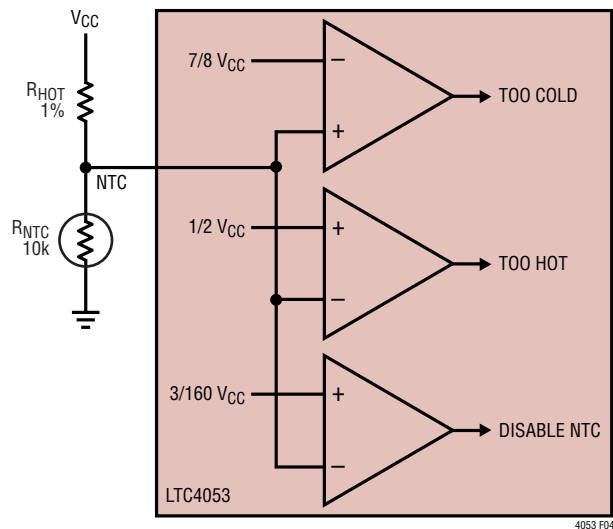 VCC
RHOT
1%
NTC
RNTC
10k
7/8 VCC
−
+
TOO COLD
1/2 VCC
+
−
TOO HOT
3/160 VCC
+
−
DISABLE NTC
LTC4053
4053 F04